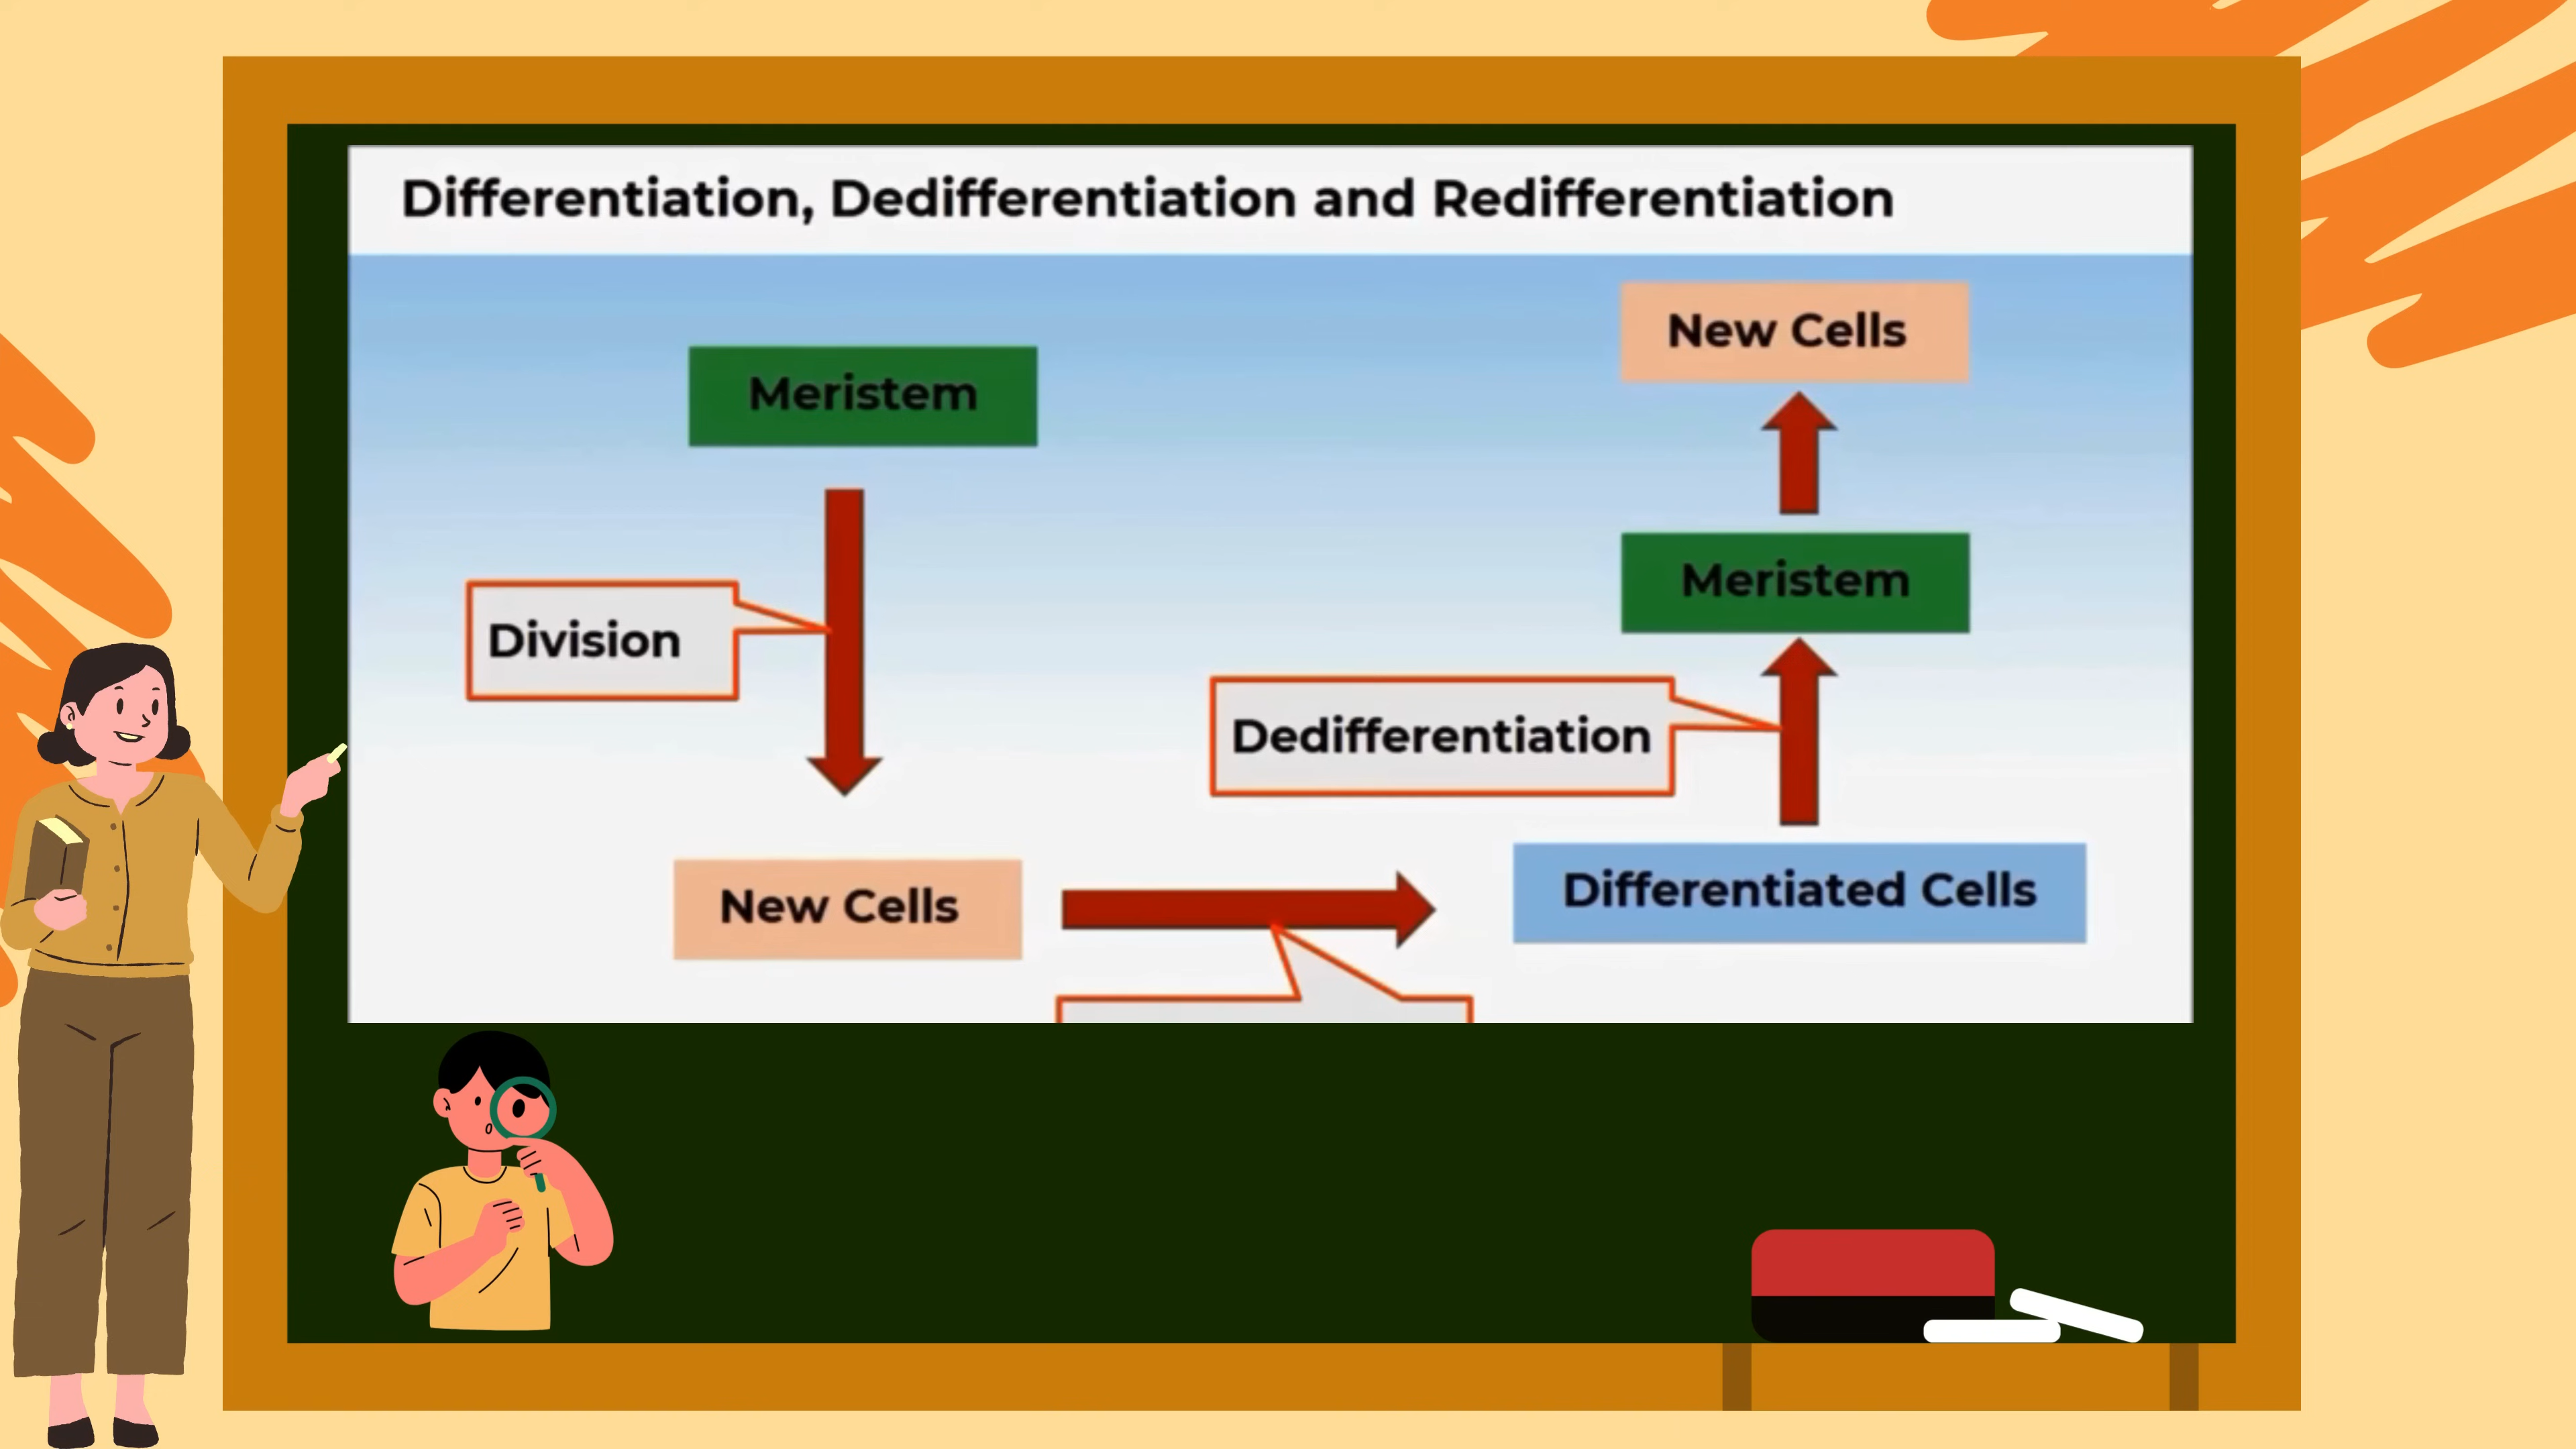 Differentiation, Dedifferentiation and Redifferentiation
New Cells
Meristem
Meristem
Division
Dedifferentiation
New Cells
Differentiated Cells